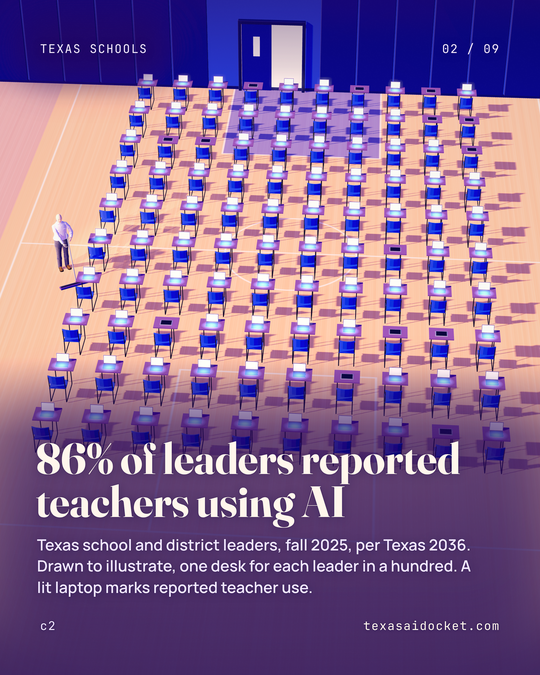 TEXAS SCHOOLS
02 / 09
86% of leaders reported
teachers using AI
Texas school and district leaders, fall 2025, per Texas 2036.
Drawn to illustrate, one desk for each leader in a hundred. A
lit laptop marks reported teacher use.
c2
texasaidocket.com